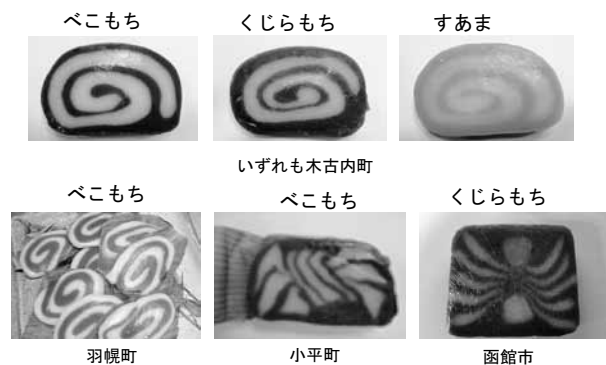 べこもち
くじらもち
すあま
いずれも木古内町
べこもち
べこもち
くじらもち
羽幌町
小平町
函館市